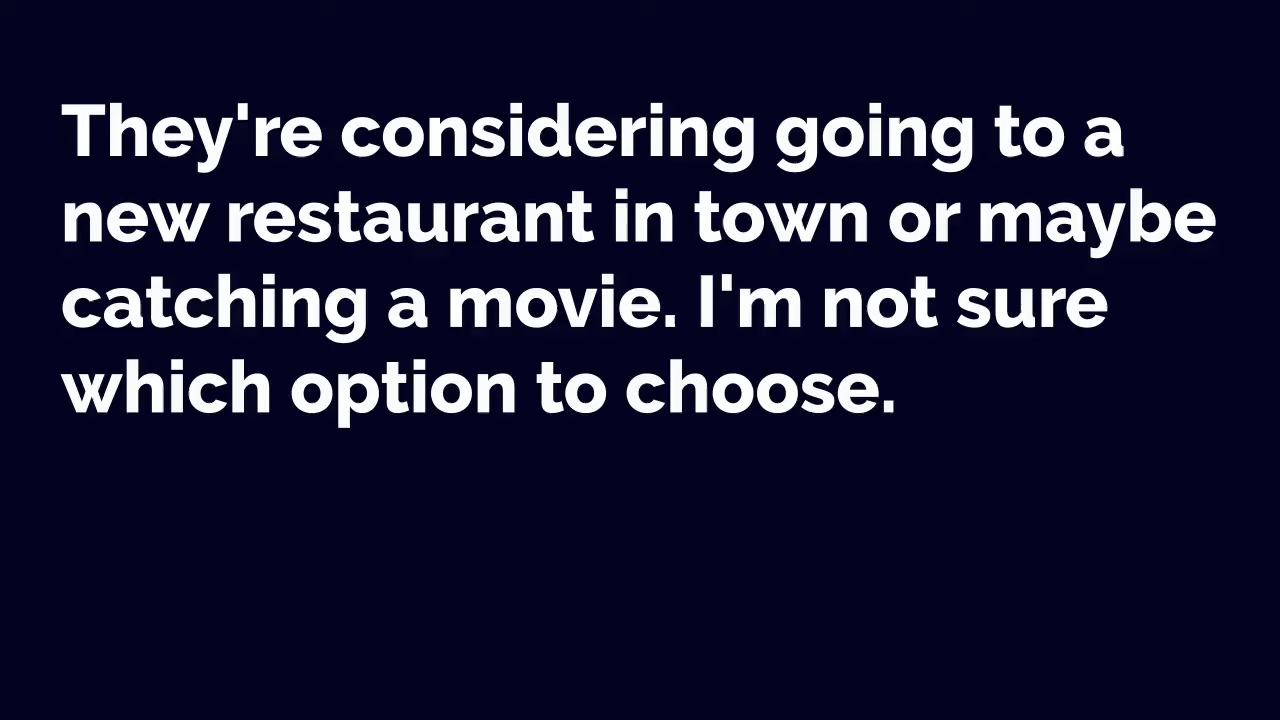 They're considering going to a
new restaurant in town or maybe
catching a movie. I'm not sure
which option to choose.